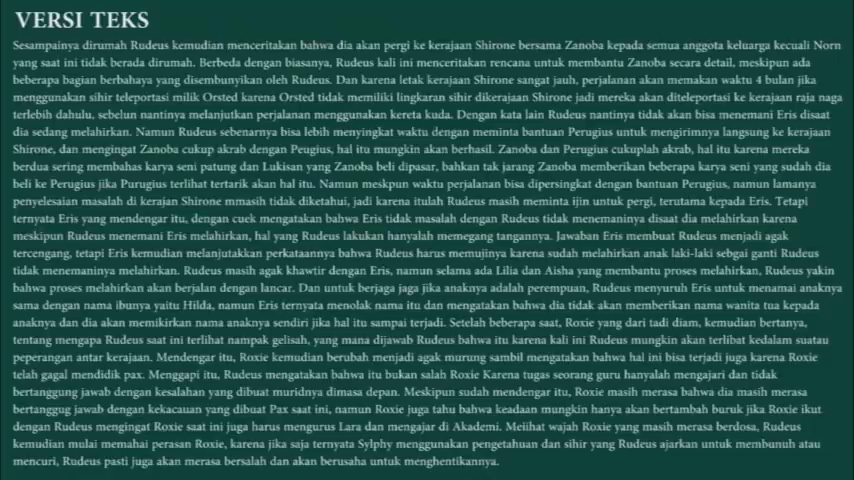 VERSI TEKS
Sesampainya dirumah Rudeus kemudian menceritakan bahwa dia akan pergi ke kerajaan Shirone bersama Zanoba kepada semua anggota keluarga kecuali Norn
yang saat ini tidak berada dirumah. Berbeda dengan biasanya, Rudeus kali ini menceritakan rencana untuk membantu Zanoba secara detail, meskipun ada
beberapa bagian berbahaya yang disembunyikan oleh Rudeus. Dan karena letak kerajaan Shirone sangat jauh, perjalanan akan memakan waktu 4 bulan jika
menggunakan sihir teleportasi milik Orsted karena Orsted tidak memiliki lingkaran sihir dikerajaan Shirone jadi mereka akan diteleportasi ke kerajaan raja naga
terlebih dahulu, sebelun nantinya melanjutkan perjalanan menggunakan kereta kuda. Dengan kata lain Rudeus nantinya tidak akan bisa menemani Eris disaat
dia sedang melahirkan. Namun Rudeus sebenarnya bisa lebih menyingkat waktu dengan meminta bantuan Perugius untuk mengirimnya langsung ke kerajaan
Shirone, dan mengingat Zanoba cukup akrab dengan Peugius, hal itu mungkin akan berhasil. Zanoba dan Perugius cukuplah akrab, hal itu karena mereka
berdua sering membahas karya seni patung dan Lukisan yang Zanoba beli dipasar, bahkan tak jarang Zanoba memberikan beberapa karya seni yang sudah dia
beli ke Perugius jika Purugius terlihat tertarik akan hal itu. Namun meskpun waktu perjalanan bisa dipersingkat dengan bantuan Perugius, namun lamanya
penyelesaian masalah di kerajan Shirone mmasih tidak diketahui, jadi karena itulah Rudeus masih meminta ijin untuk pergi, terutama kepada Eris. Tetapi
ternyata Eris yang mendengar itu, dengan cuek mengatakan bahwa Eris tidak masalah dengan Rudeus tidak menemaninya disaat dia melahirkan karena
meskipun Rudeus menemani Eris melahirkan, hal yang Rudeus lakukan hanyalah memegang tangannya. Jawaban Eris membuat Rudeus menjadi agak
tercengang, tetapi Eris kemudian melanjutakkan perkataannya bahwa Rudeus harus memujinya karena sudah melahirkan anak laki-laki sebgai ganti Rudeus
tidak menemaninya melahirkan. Rudeus masih agak khawtir dengan Eris, namun selama ada Lilia dan Aisha yang membantu proses melahirkan, Rudeus yakin
bahwa proses melahirkan akan berjalan dengan lancar. Dan untuk berjaga jaga jika anaknya adalah perempuan, Rudeus menyuruh Eris untuk menamai anaknya
sama dengan nama ibunya yaitu Hilda, namun Eris ternyata menolak nama itu dan mengatakan bahwa dia tidak akan memberikan nama wanita tua kepada
anaknya dan dia akan memikirkan nama anaknya sendiri jika hal itu sampai terjadi. Setelah beberapa saat, Roxie yang dari tadi diam, kemudian bertanya,
tentang mengapa Rudeus saat ini terlihat nampak gelisah, yang mana dijawab Rudeus bahwa itu karena kali ini Rudeus mungkin akan terlibat kedalam suatau
peperangan antar kerajaan. Mendengar itu, Roxie kemudian berubah menjadi agak murung sambil mengatakan bahwa hal ini bisa terjadi juga karena Roxie
telah gagal mendidik pax. Menggapi itu, Rudeus mengatakan bahwa itu bukan salah Roxie Karena tugas seorang guru hanyalah mengajari dan tidak
bertanggung jawab dengan kesalahan yang dibuat muridnya dimasa depan. Meskipun sudah mendengar itu, Roxie masih merasa bahwa dia masih merasa
bertanggug jawab dengan kekacauan yang dibuat Pax saat ini, namun Roxie juga tahu bahwa keadaan mungkin hanya akan bertambah buruk jika Roxie ikut
dengan Rudeus mengingat Roxie saat ini juga harus mengurus Lara dan mengajar di Akademi. Meiihat wajah Roxie yang masih merasa berdosa, Rudeus
kemudian mulai memahai perasan Roxie, karena jika saja ternyata Sylphy menggunakan pengetahuan dan sihir yang Rudeus ajarkan untuk membunuh atau
mencuri, Rudeus pasti juga akan merasa bersalah dan akan berusaha untuk menghentikannya.